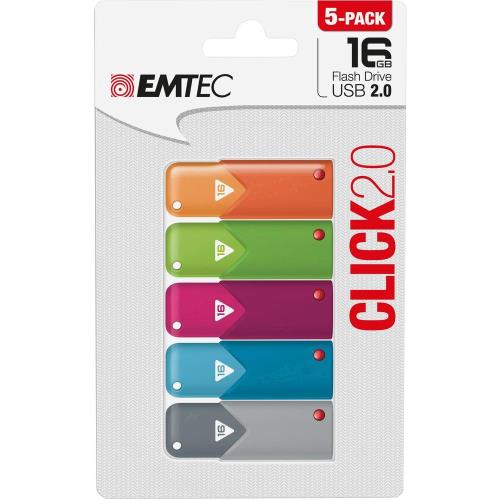 5-PACK
16GB
Flash Drive
USB 2.0
EMTEC
CLICK2.0
16
16
16
16
16